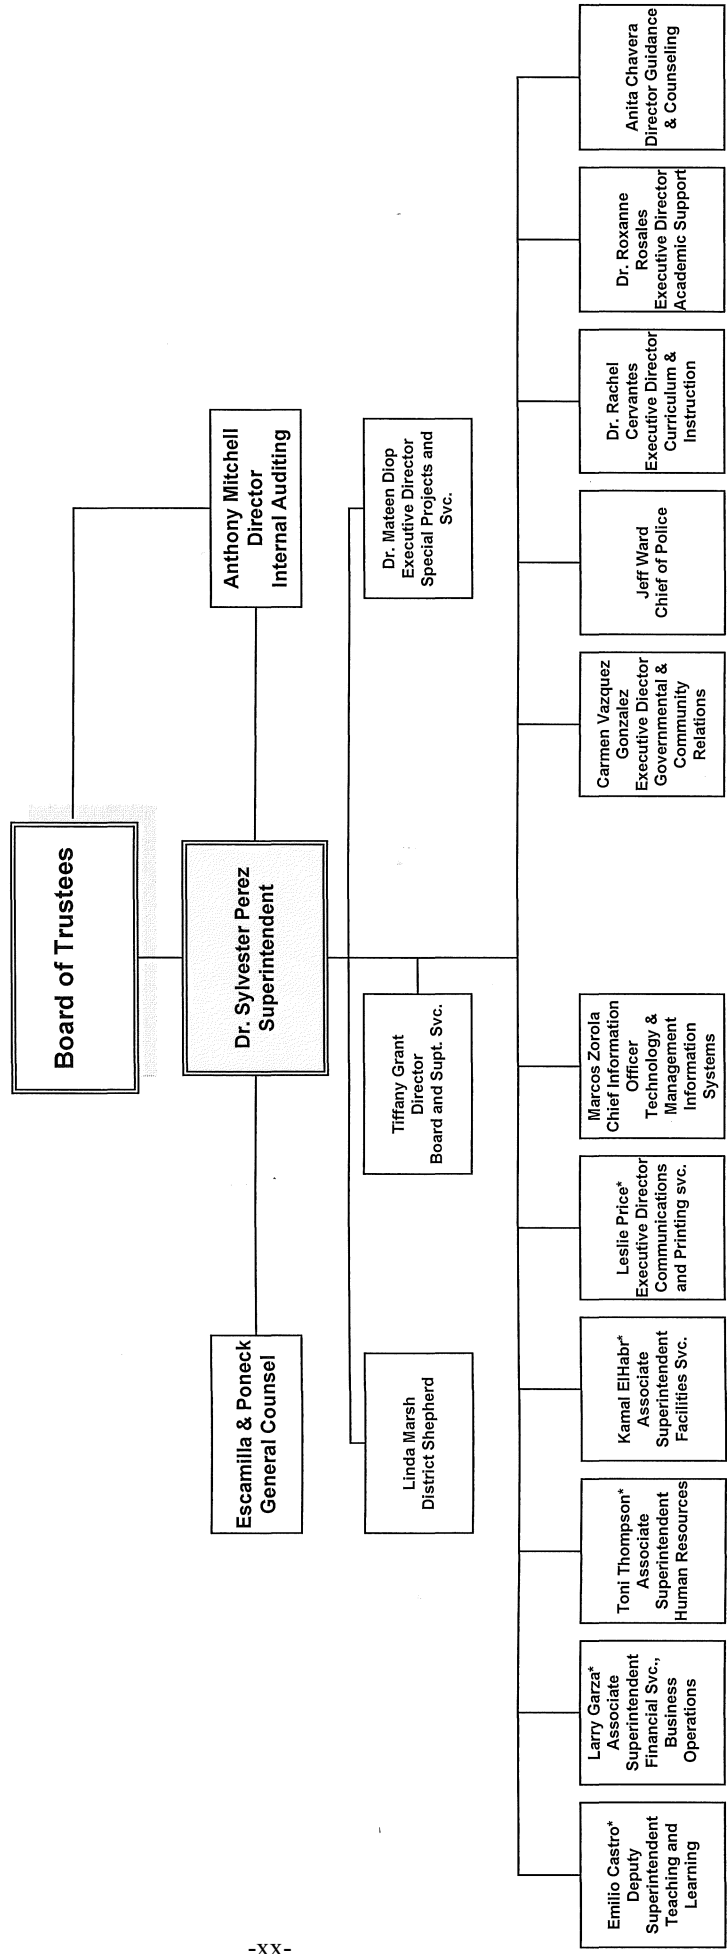 Board of Trustees
Dr. Sylvester Perez
Superintendent
Escamilla & Poneck
General Counsel
Anthony Mitchell
Director
Internal Auditing
Linda Marsh
District Shepherd
Tiffany Grant
Director
Board and Supt. Svc.
Dr. Mateen Diop
Executive Director
Special Projects and
Svc.
Emilio Castro*
Deputy
Superintendent
Teaching and
Learning
Larry Garza*
Associate
Superintendent
Financial Svc.,
Business
Operations
Toni Thompson*
Associate
Superintendent
Human Resources
Kamal ElHabr*
Associate
Superintendent
Facilities Svc.
Leslie Price*
Executive Director
Communications
and Printing svc.
Marcos Zorola
Chief Information
Officer
Technology &
Management
Information
Systems
Carmen Vazquez
Gonzalez
Executive Diector
Governmental &
Community
Relations
Jeff Ward
Chief of Police
Dr. Rachel
Cervantes
Executive Director
Curriculum &
Instruction
Dr. Roxanne
Rosales
Executive Director
Academic Support
Anita Chavera
Director Guidance
& Counseling
-xx-